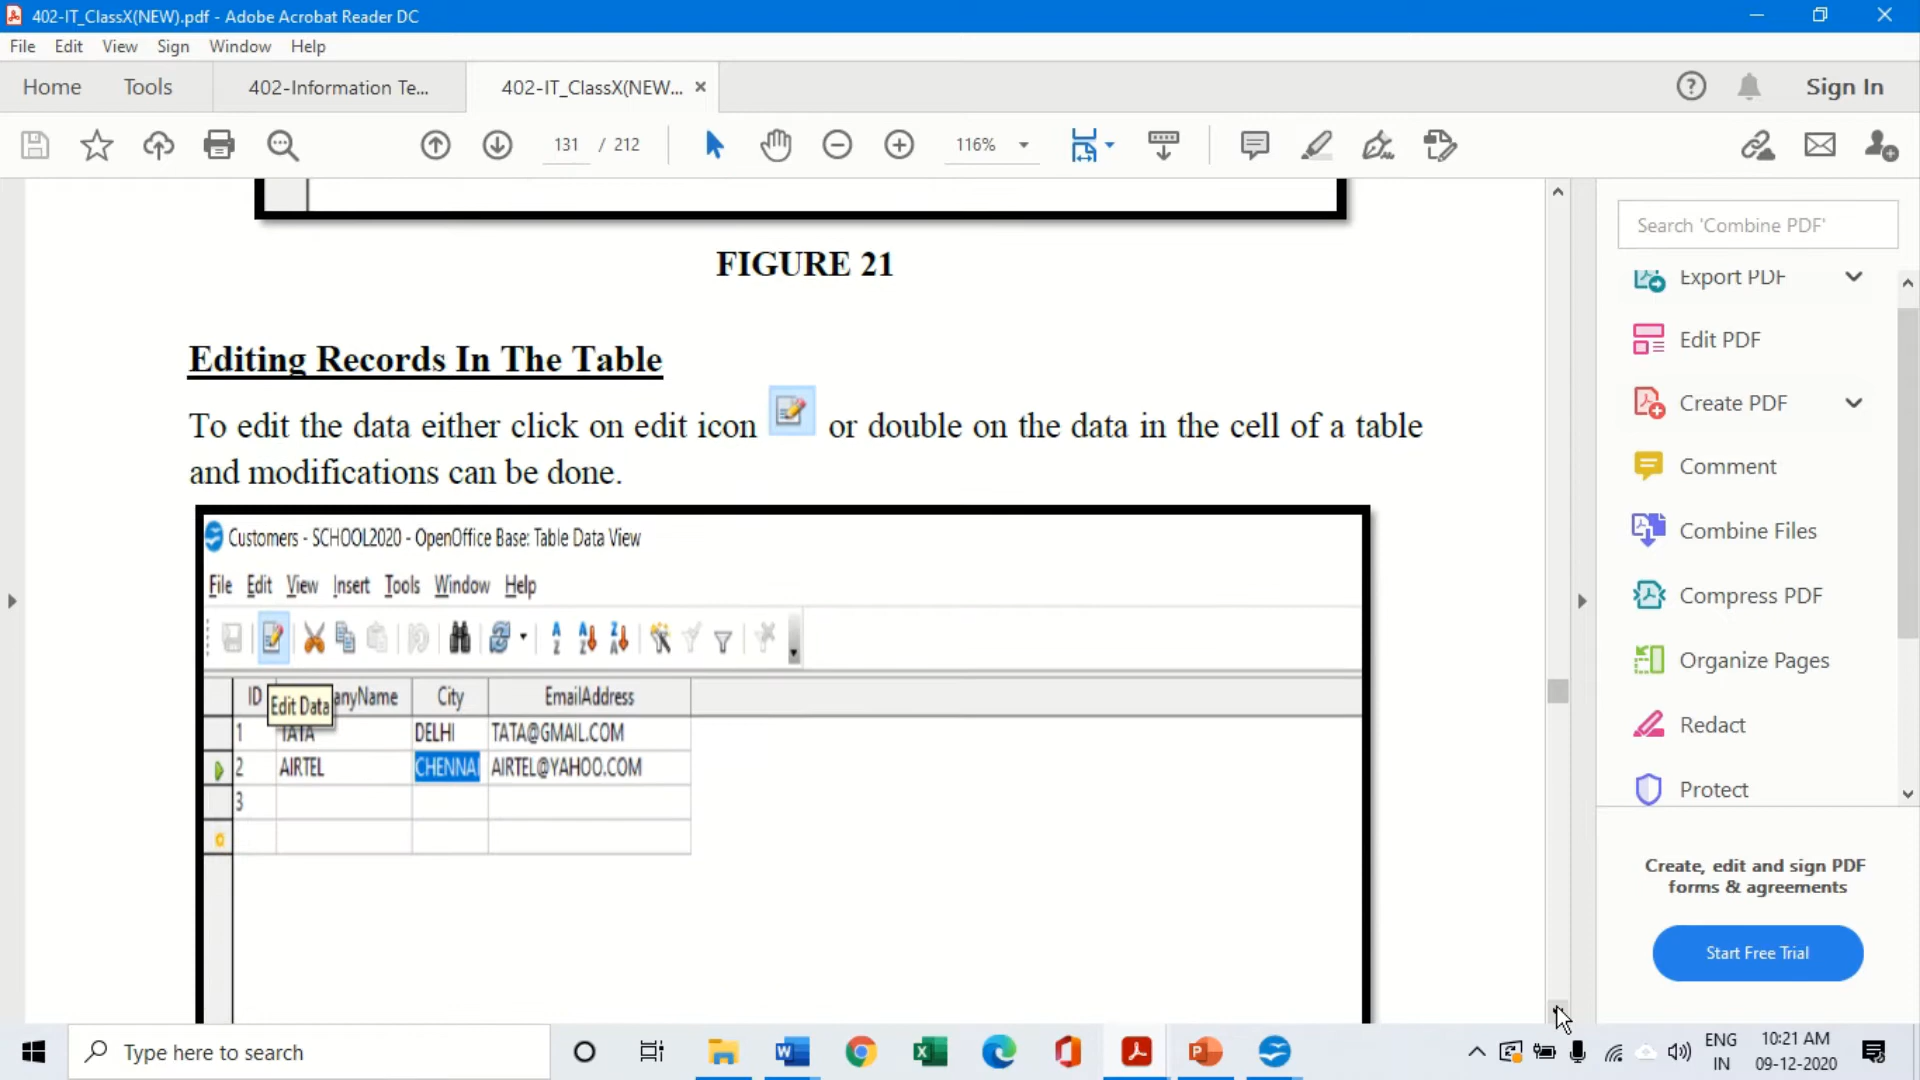 402-IT_ClassX(NEW).pdf - Adobe Acrobat Reader DC
File Edit View Sign Window Help
Home Tools 402-Information Te... 402-IT_ClassX(NEW... × Sign In
131 / 212 116%
FIGURE 21
Editing Records In The Table
To edit the data either click on edit icon or double on the data in the cell of a table
and modifications can be done.
Customers - SCHOOL2020 - OpenOffice Base: Table Data View
File Edit View Insert Tools Window Help
ID anyName City EmailAddress
Edit Data
1 TATA DELHI TATA@GMAIL.COM
2 AIRTEL CHENNAI AIRTEL@YAHOO.COM
3
Search 'Combine PDF'
Export PDF
Edit PDF
Create PDF
Comment
Combine Files
Compress PDF
Organize Pages
Redact
Protect
Create, edit and sign PDF
forms & agreements
Start Free Trial
Type here to search
ENG
IN
10:21 AM
09-12-2020